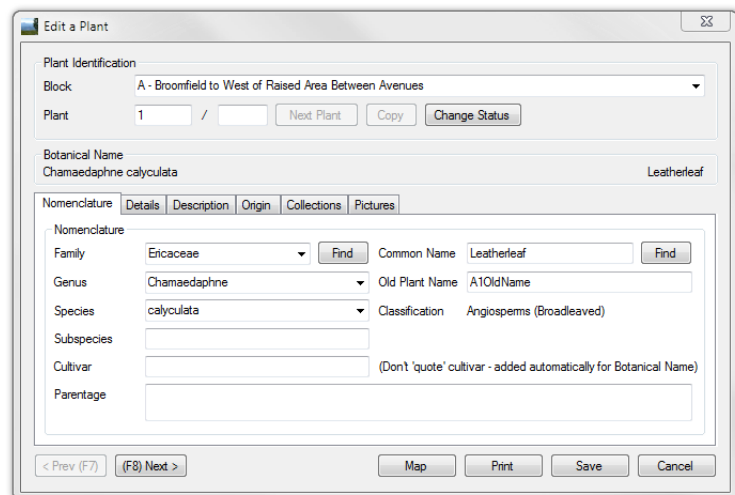 Edit a Plant
Plant Identification
Block A - Broomfield to West of Raised Area Between Avenues
Plant 1 / Next Plant Copy Change Status
Botanical Name
Chamaedaphne calyculata Leatherleaf
Nomenclature Details Description Origin Collections Pictures
Nomenclature
Family Ericaceae Find Common Name Leatherleaf Find
Genus Chamaedaphne Old Plant Name A1OldName
Species calyculata Classification Angiosperms (Broadleaved)
Subspecies
Cultivar (Don't 'quote' cultivar - added automatically for Botanical Name)
Parentage
< Prev (F7) (F8) Next > Map Print Save Cancel